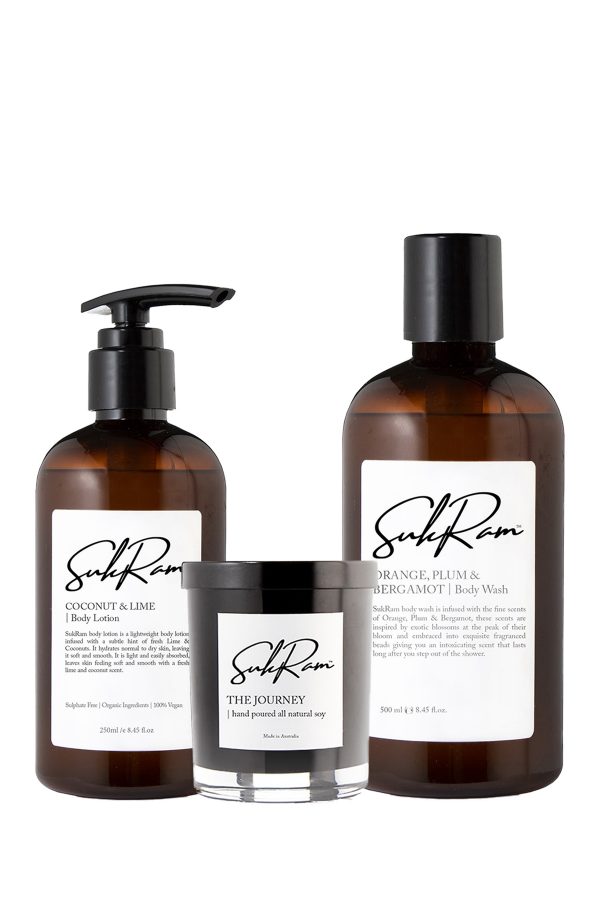 SukRam
COCONUT & LIME
| Body Lotion
SukRam body lotion is a lightweight body lotion
infused with a subtle hint of fresh Lime &
Coconuts. It hydrates normal to dry skin, leaving
it soft and smooth. It is light and easily absorbed,
leaves skin feeling soft and smooth with a fresh
lime and coconut scent.
Sulphate Free | Organic Ingredients | 100% Vegan
250ml /e 8.45 fl.oz.
SukRam™
THE JOURNEY
| hand poured all natural soy
Made in Australia
SukRam™
ORANGE, PLUM &
BERGAMOT | Body Wash
SukRam body wash is infused with the fine scents
of Orange, Plum & Bergamot, these scents are
inspired by exotic blossoms at the peak of their
bloom and embraced into exquisite fragranced
beads giving you an intoxicating scent that lasts
long after you step out of the shower.
500 ml 8.45 fl.oz.